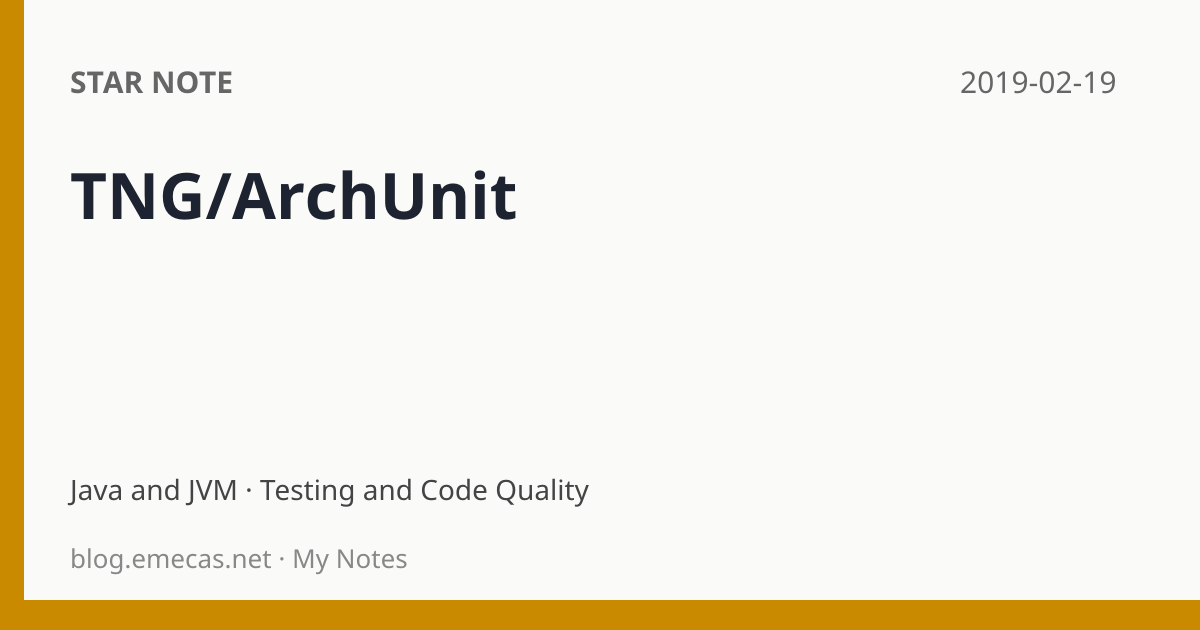 STAR NOTE
2019-02-19
TNG/ArchUnit
Java and JVM · Testing and Code Quality
blog.emecas.net · My Notes